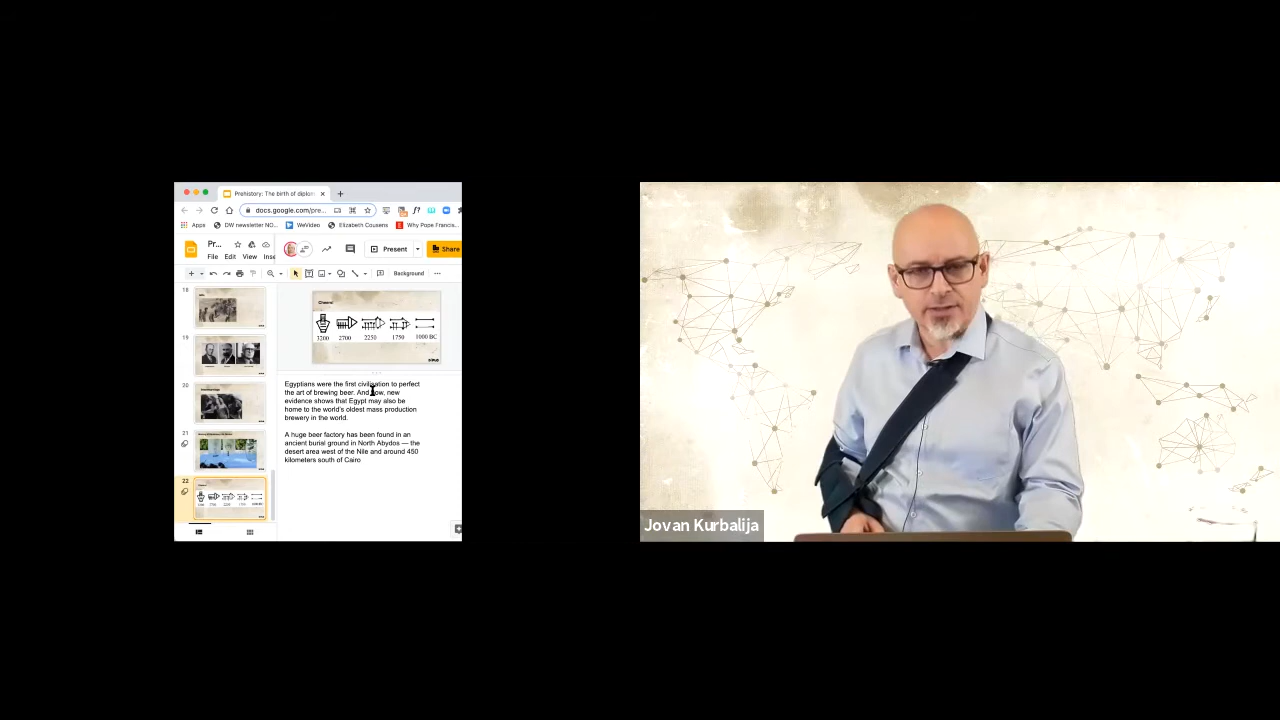 Prehistory: The birth of diplom
docs.google.com/pre...
Apps
DW newsletter NO...
WeVideo
Elizabeth Cousens
Why Pope Francis...
Pr...
File Edit View Inse
Present
Share
Background
18
19
20
21
22
Cheers!
3200 2700 2250 1750 1000 BC
Egyptians were the first civilisation to perfect
the art of brewing beer. And now, new
evidence shows that Egypt may also be
home to the world's oldest mass production
brewery in the world.
A huge beer factory has been found in an
ancient burial ground in North Abydos — the
desert area west of the Nile and around 450
kilometers south of Cairo
Jovan Kurbalija